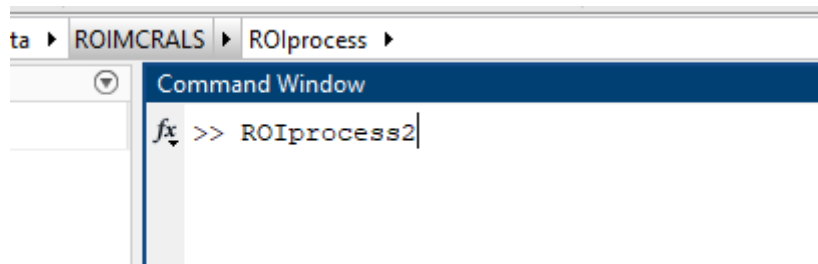 ta ▸ ROIMCRALS ▸ ROIprocess ▸
Command Window
fx >> ROIprocess2